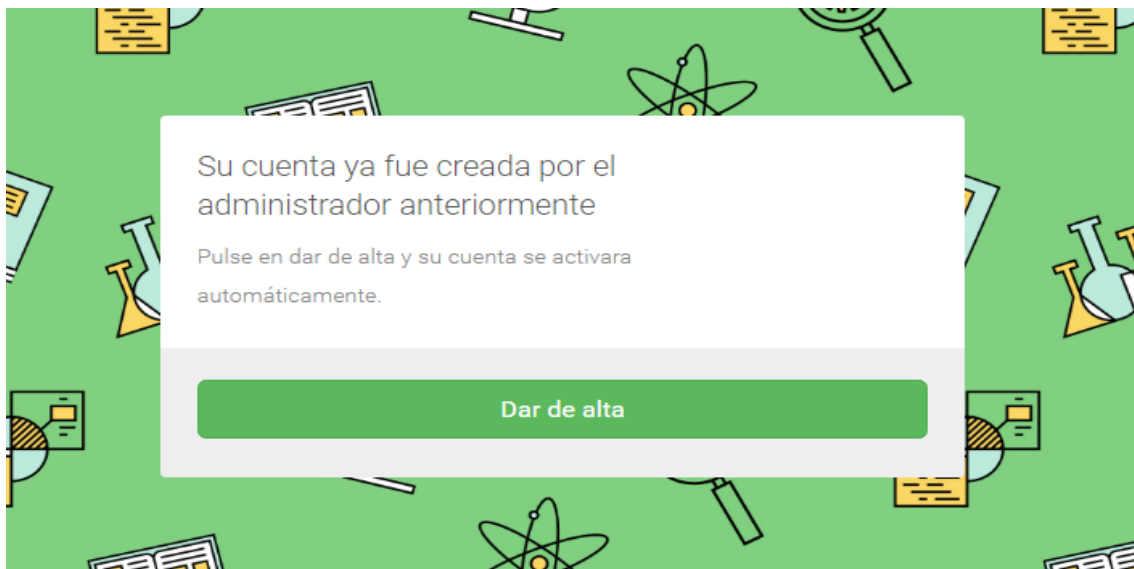 Su cuenta ya fue creada por el
administrador anteriormente
Pulse en dar de alta y su cuenta se activara
automáticamente.
Dar de alta